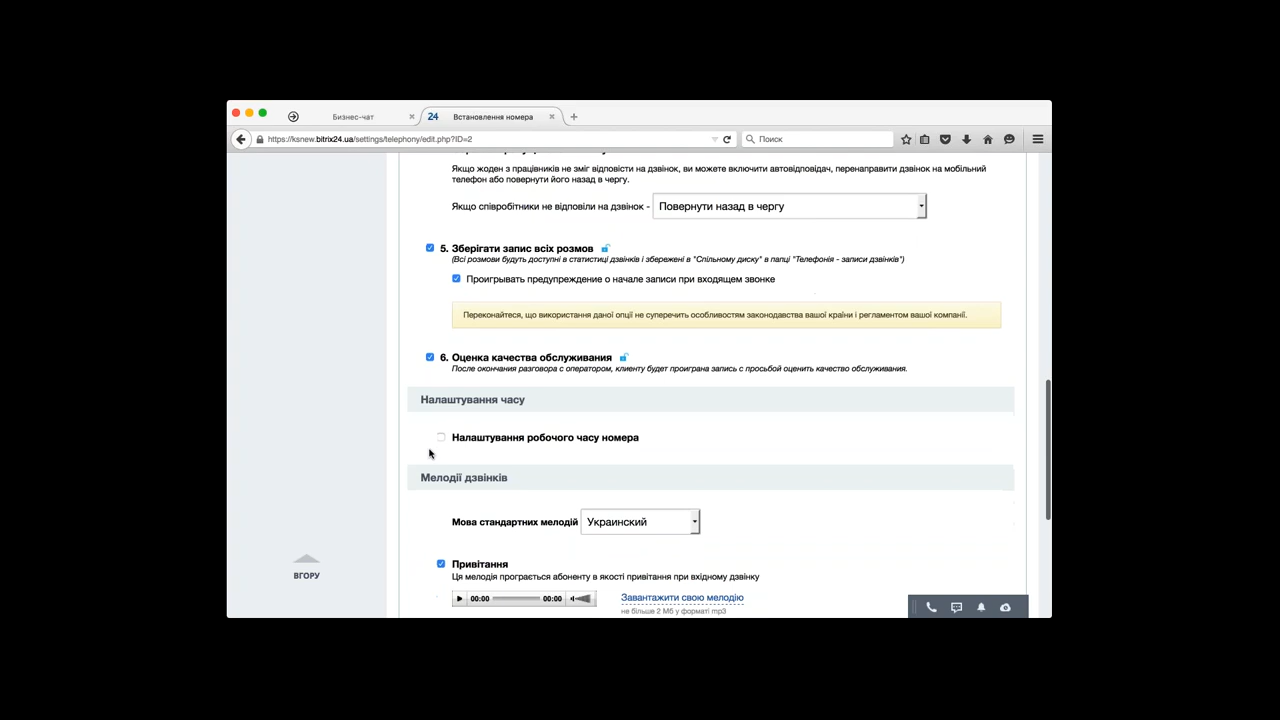 Бизнес-чат
24 Встановлення номера
https://ksnew.bitrix24.ua/settings/telephony/edit.php?ID=2
Поиск
Якщо жоден з працівників не зміг відповісти на дзвінок, ви можете включити автовідповідач, перенаправити дзвінок на мобільний
телефон або повернути його назад в чергу.
Якщо співробітники не відповіли на дзвінок - Повернути назад в чергу
5. Зберігати запис всіх розмов
(Всі розмови будуть доступні в статистиці дзвінків і збережені в "Спільному диску" в папці "Телефонія - записи дзвінків")
Проигрывать предупреждение о начале записи при входящем звонке
Переконайтеся, що використання даної опції не суперечить особливостям законодавства вашої країни і регламентом вашої компанії.
6. Оценка качества обслуживания
После окончания разговора с оператором, клиенту будет проиграна запись с просьбой оценить качество обслуживания.
Налаштування часу
Налаштування робочого часу номера
Мелодії дзвінків
Мова стандартних мелодій Украинский
Привітання
Ця мелодія програється абоненту в якості привітання при вхідному дзвінку
00:00 00:00 Завантажити свою мелодію
не більше 2 Мб у форматі mp3
ВГОРУ